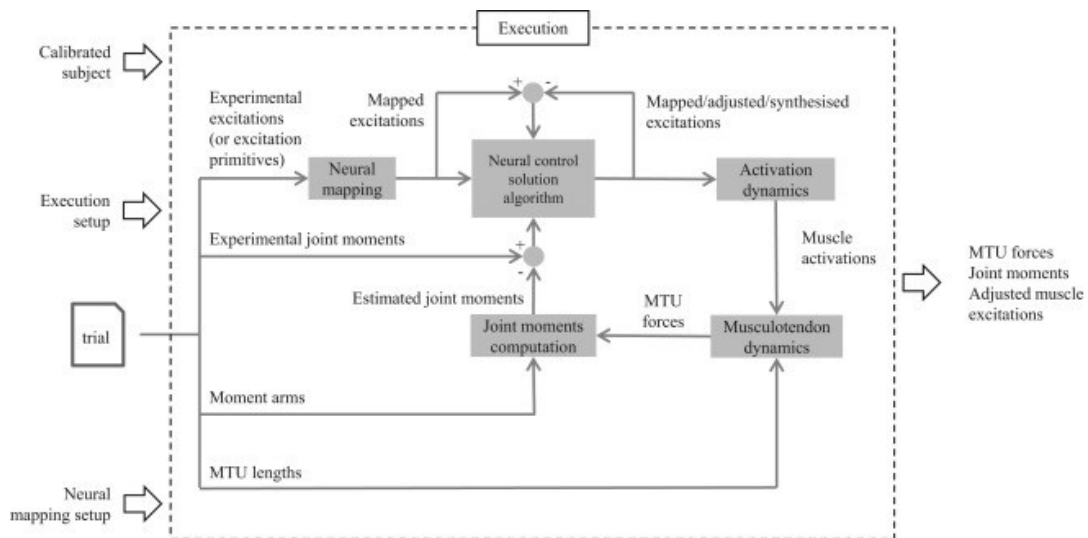 Execution
Calibrated
subject
Experimental
excitations
(or excitation
primitives)
Mapped
excitations
+
-
Mapped/adjusted/synthesised
excitations
Neural
mapping
Neural control
solution
algorithm
Activation
dynamics
Execution
setup
Experimental joint moments
+
-
Muscle
activations
MTU forces
Joint moments
Adjusted muscle
excitations
Estimated joint moments
MTU
forces
trial
Joint moments
computation
Musculotendon
dynamics
Moment arms
MTU lengths
Neural
mapping setup